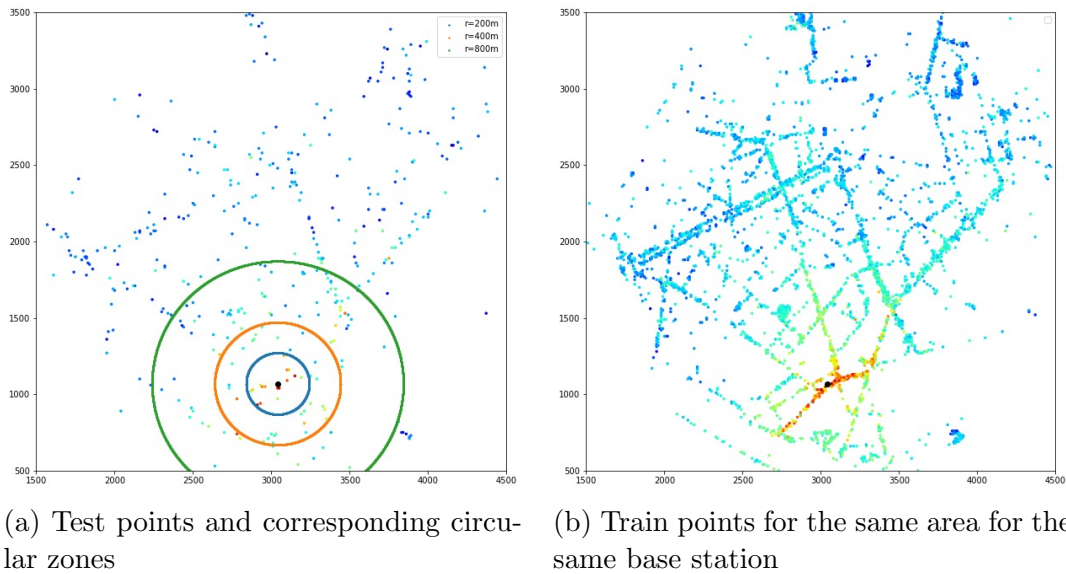 3500
3000
2500
2000
1500
1000
500
1500 2000 2500 3000 3500 4000 4500
r=200m
r=400m
r=800m
3500
3000
2500
2000
1500
1000
500
1500 2000 2500 3000 3500 4000 4500
(a) Test points and corresponding circu-
lar zones
(b) Train points for the same area for the
same base station